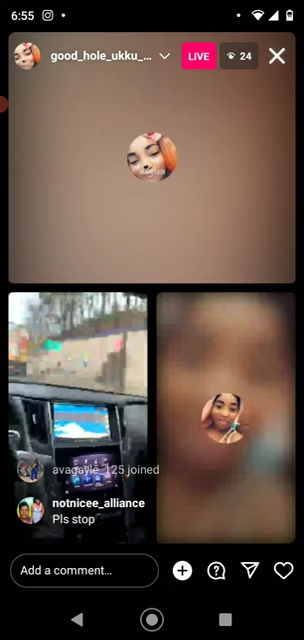 6:55
good_hole_ukku_...
LIVE
24
avagayle_125 joined
notnicee_alliance
Pls stop
Add a comment...